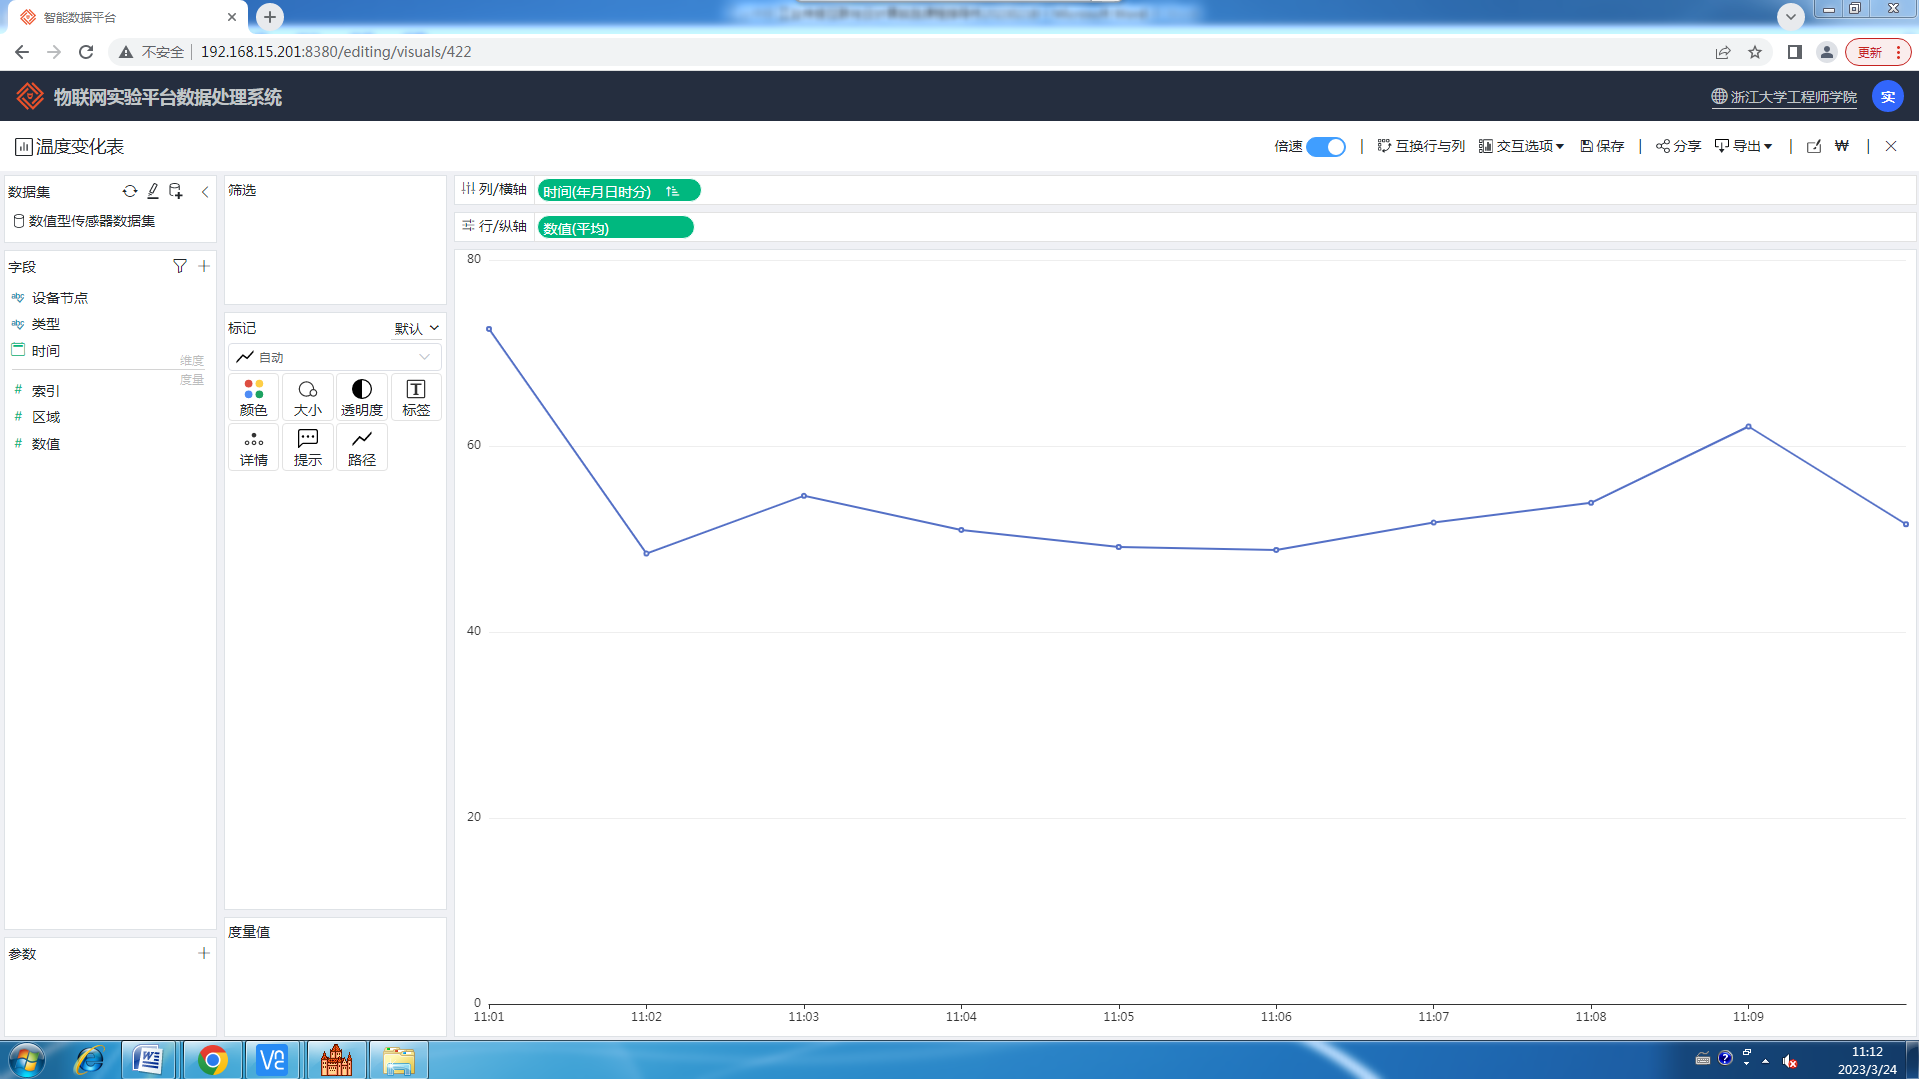 智能数据平台
不安全 192.168.15.201:8380/editing/visuals/422
更新
物联网实验平台数据处理系统
浙江大学工程师学院
实
温度变化表
倍速 互换行与列 交互选项 保存 分享 导出
数据集
数值型传感器数据集
字段
abc 设备节点
abc 类型
时间
维度
度量
# 索引
# 区域
# 数值
参数
筛选
标记 默认
自动
颜色 大小 透明度 标签
详情 提示 路径
度量值
列/横轴 时间(年月日时分)
行/纵轴 数值(平均)
80
60
40
20
0
11:01 11:02 11:03 11:04 11:05 11:06 11:07 11:08 11:09
11:12
2023/3/24